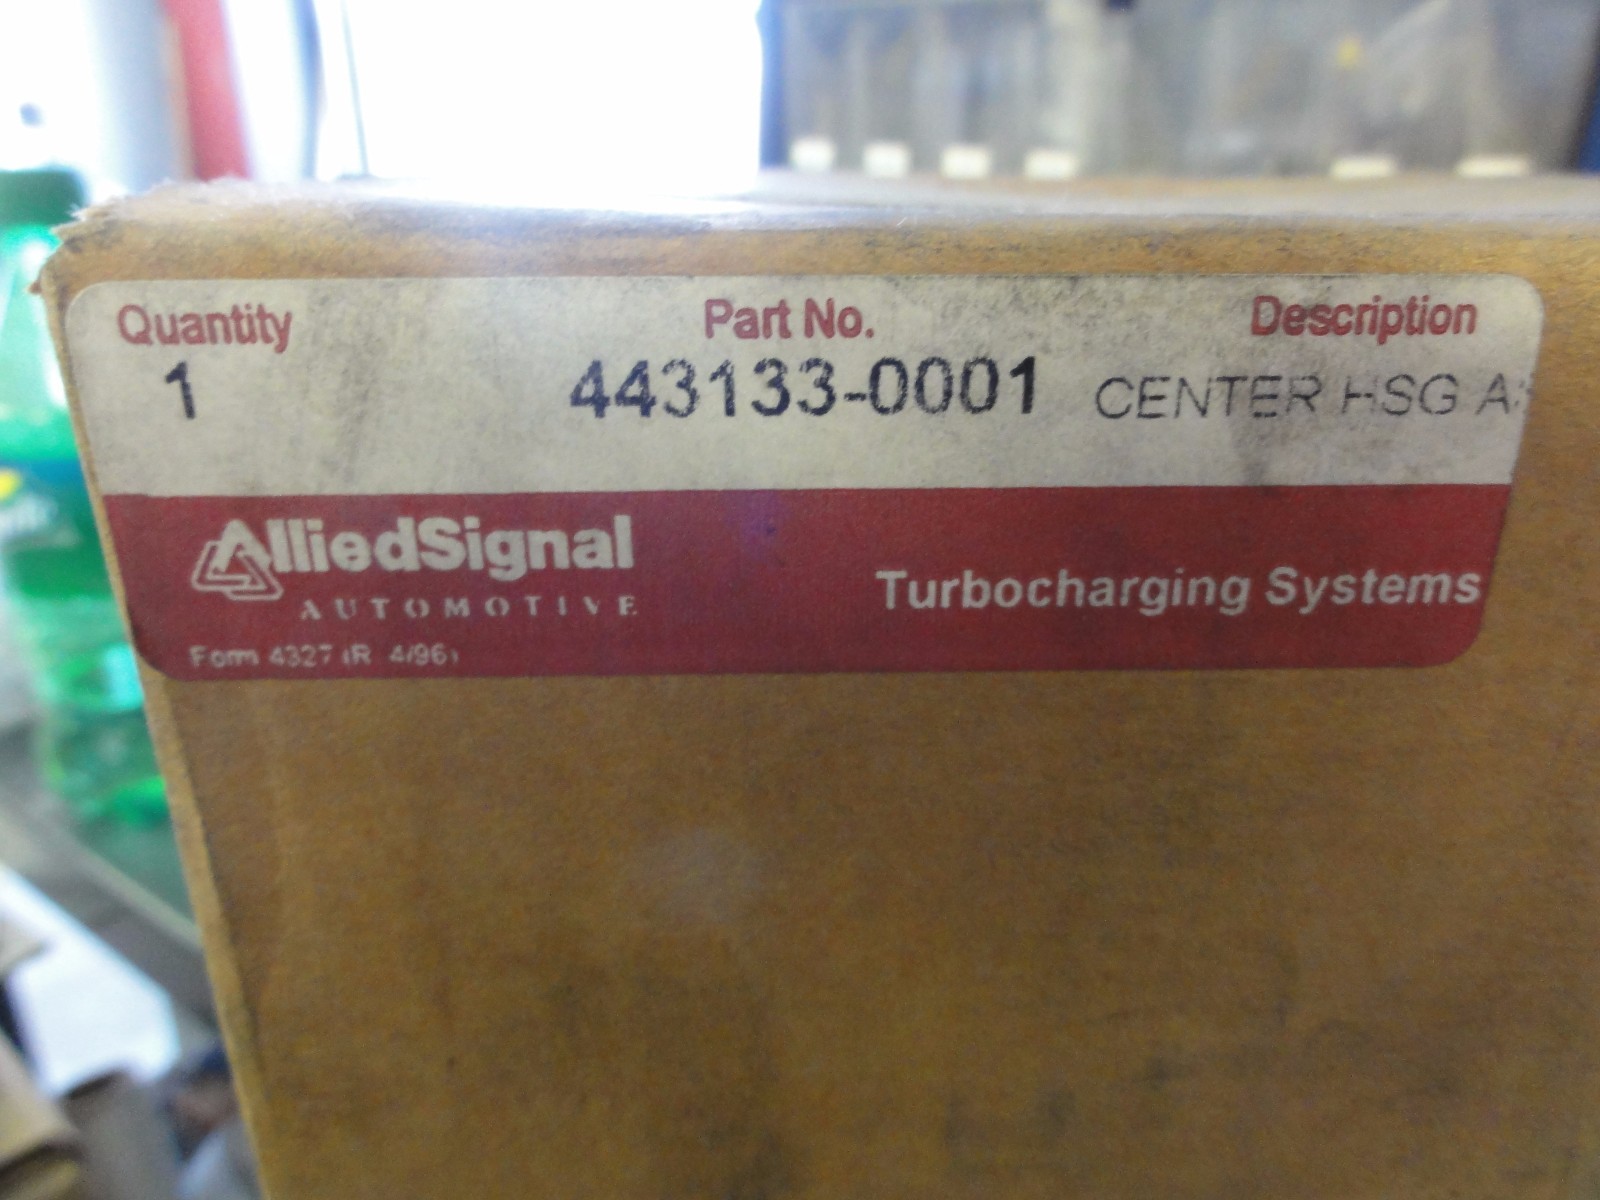 Quantity Part No. Description
1 443133-0001 CENTER HSG
AlliedSignal
AUTOMOTIVE
Turbocharging Systems
Form 4327 (R 4/96)